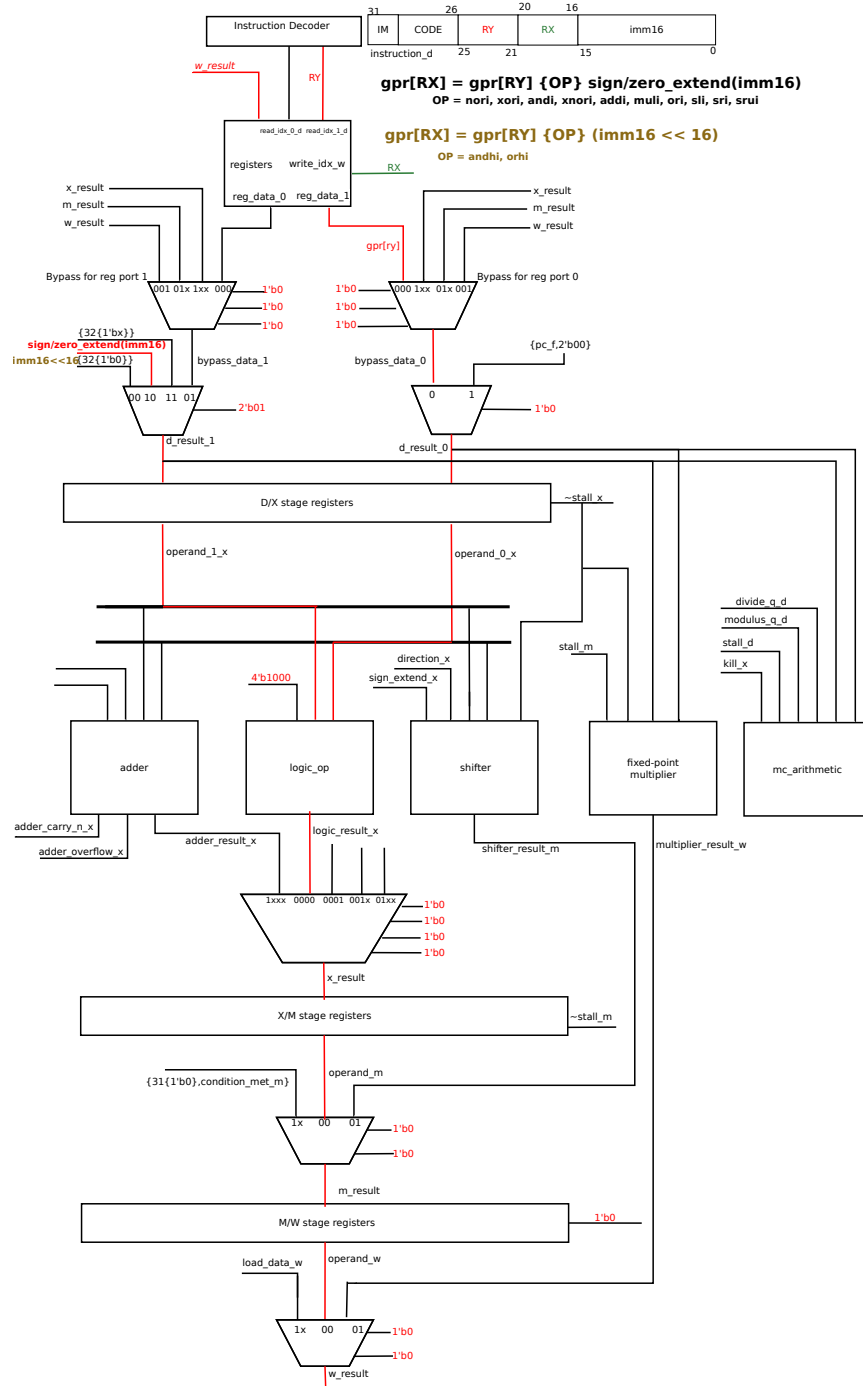 Instruction Decoder
31 26 20 16
IM CODE RY RX imm16
instruction_d 25 21 15 0
w_result
RY
gpr[RX] = gpr[RY] {OP} sign/zero_extend(imm16)
OP = nori, xori, andi, xnori, addi, muli, ori, sli, sri, srui
gpr[RX] = gpr[RY] {OP} (imm16 << 16)
OP = andhi, orhi
read_idx_0_d read_idx_1_d
registers write_idx_w
RX
reg_data_0 reg_data_1
x_result
m_result
w_result
x_result
m_result
w_result
gpr[ry]
Bypass for reg port 1
001 01x 1xx 000
1'b0
1'b0
1'b0
Bypass for reg port 0
000 1xx 01x 001
1'b0
1'b0
1'b0
{32{1'bx}}
sign/zero_extend(imm16)
imm16<<16
{32{1'b0}}
bypass_data_1
bypass_data_0
{pc_f,2'b00}
00 10 11 01
2'b01
0 1
1'b0
d_result_1
d_result_0
D/X stage registers
~stall_x
operand_1_x
operand_0_x
4'b1000
direction_x
sign_extend_x
stall_m
divide_q_d
modulus_q_d
stall_d
kill_x
adder
logic_op
shifter
fixed-point
multiplier
mc_arithmetic
adder_carry_n_x
adder_overflow_x
adder_result_x
logic_result_x
shifter_result_m
multiplier_result_w
1xxx 0000 0001 001x 01xx
1'b0
1'b0
1'b0
1'b0
x_result
X/M stage registers
~stall_m
operand_m
{31{1'b0},condition_met_m}
1x 00 01
1'b0
1'b0
m_result
M/W stage registers
1'b0
operand_w
load_data_w
1x 00 01
1'b0
1'b0
w_result